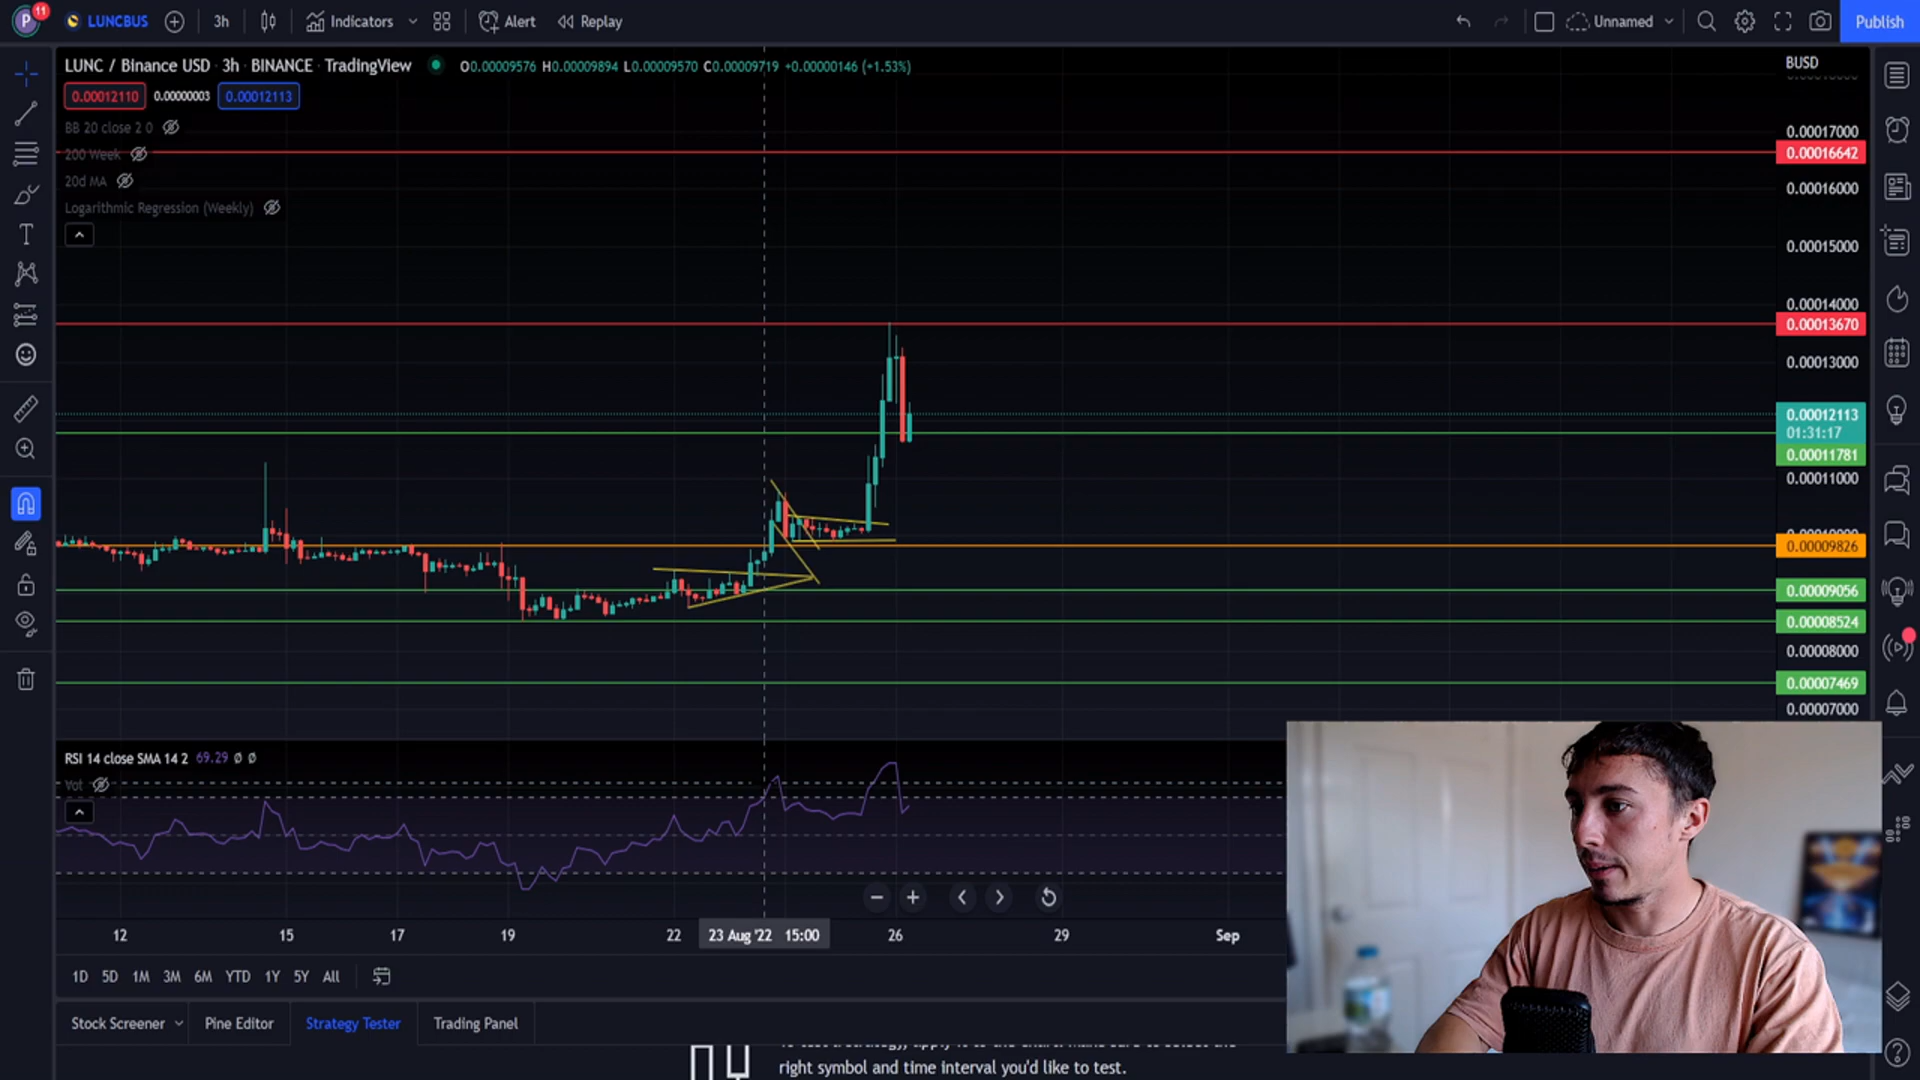 P 11 LUNCBUS 3h Indicators Alert Replay Unnamed Publish
LUNC / Binance USD · 3h · BINANCE · TradingView O0.00009576 H0.00009894 L0.00009570 C0.00009719 +0.00000146 (+1.53%)
BUSD
0.00012110 0.00000003 0.00012113
BB 20 close 2 0
200 Week
20d MA
Logarithmic Regression (Weekly)
0.00017000
0.00016642
0.00016000
0.00015000
0.00014000
0.00013670
0.00013000
0.00012113
01:31:17
0.00011781
0.00011000
0.00009826
0.00009056
0.00008524
0.00008000
0.00007469
0.00007000
RSI 14 close SMA 14 2 69.29 Ø Ø
Vol
12 15 17 19 22 23 Aug '22 15:00 26 29 Sep
1D 5D 1M 3M 6M YTD 1Y 5Y All
Stock Screener Pine Editor Strategy Tester Trading Panel
right symbol and time interval you'd like to test.